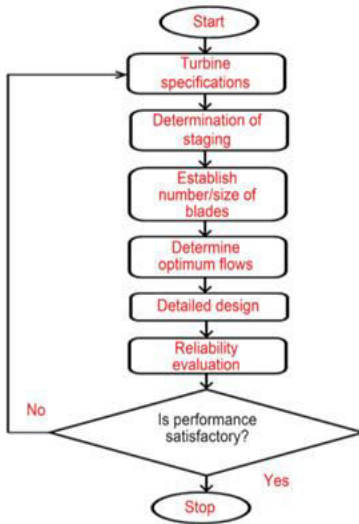 Start
Turbine
specifications
Determination of
staging
Establish
number/size of
blades
Determine
optimum flows
Detailed design
Reliability
evaluation
No
Is performance
satisfactory?
Yes
Stop